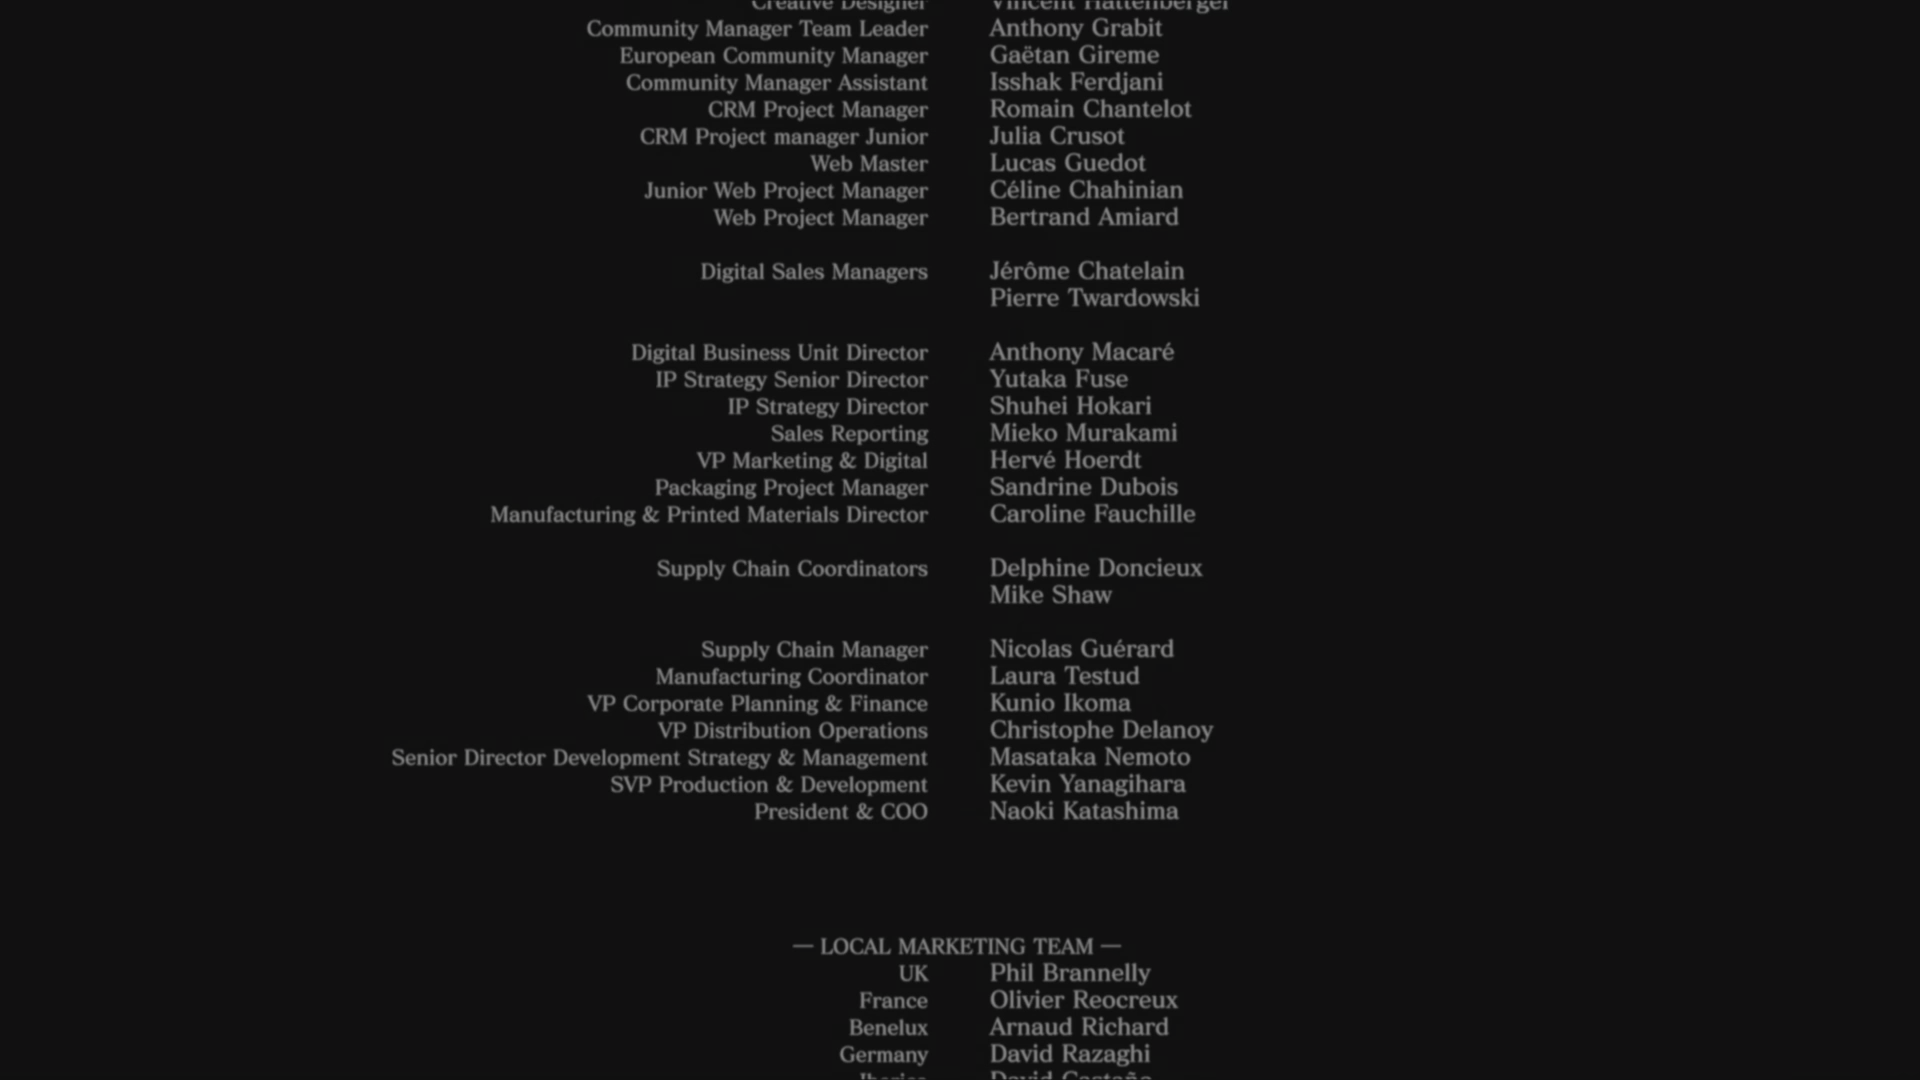 Creative Designer Vincent Hattenberger
Community Manager Team Leader Anthony Grabit
European Community Manager Gaëtan Gireme
Community Manager Assistant Isshak Ferdjani
CRM Project Manager Romain Chantelot
CRM Project manager Junior Julia Crusot
Web Master Lucas Guedot
Junior Web Project Manager Céline Chahinian
Web Project Manager Bertrand Amiard
Digital Sales Managers Jérôme Chatelain
Pierre Twardowski
Digital Business Unit Director Anthony Macaré
IP Strategy Senior Director Yutaka Fuse
IP Strategy Director Shuhei Hokari
Sales Reporting Mieko Murakami
VP Marketing & Digital Hervé Hoerdt
Packaging Project Manager Sandrine Dubois
Manufacturing & Printed Materials Director Caroline Fauchille
Supply Chain Coordinators Delphine Doncieux
Mike Shaw
Supply Chain Manager Nicolas Guérard
Manufacturing Coordinator Laura Testud
VP Corporate Planning & Finance Kunio Ikoma
VP Distribution Operations Christophe Delanoy
Senior Director Development Strategy & Management Masataka Nemoto
SVP Production & Development Kevin Yanagihara
President & COO Naoki Katashima
— LOCAL MARKETING TEAM —
UK Phil Brannelly
France Olivier Reocreux
Benelux Arnaud Richard
Germany David Razaghi
David